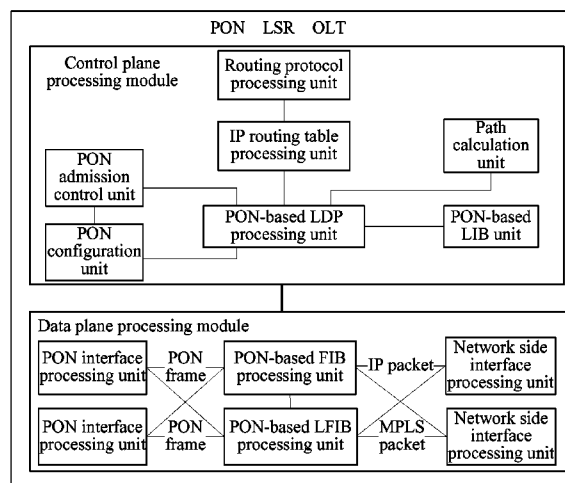 PON LSR OLT
Control plane
processing module
Routing protocol
processing unit
IP routing table
processing unit
Path
calculation
unit
PON
admission
control unit
PON-based LDP
processing unit
PON-based
LIB unit
PON
configuration
unit
Data plane processing module
PON interface
processing unit
PON
frame
PON-based FIB
processing unit
IP packet
Network side
interface
processing unit
PON interface
processing unit
PON
frame
PON-based LFIB
processing unit
MPLS
packet
Network side
interface
processing unit